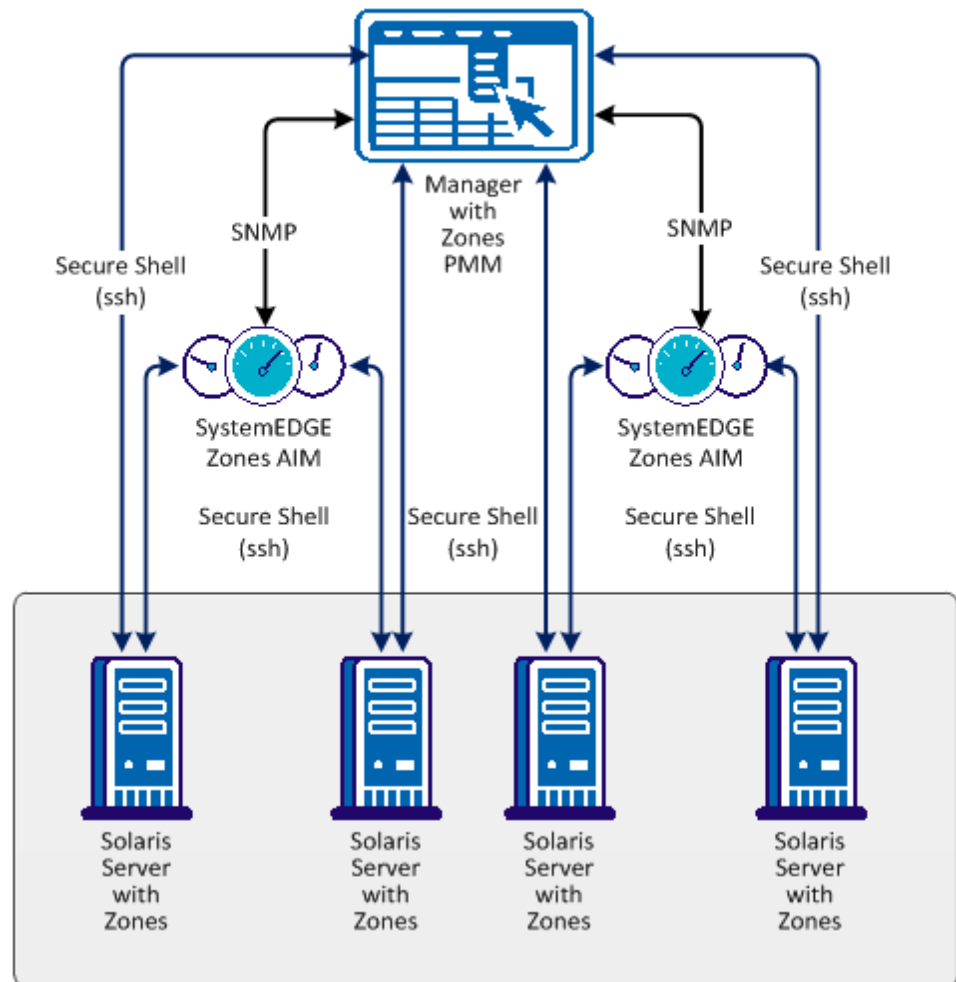 Manager
with
Zones
PMM
SNMP
SNMP
Secure Shell
(ssh)
Secure Shell
(ssh)
SystemEDGE
Zones AIM
SystemEDGE
Zones AIM
Secure Shell
(ssh)
Secure Shell
(ssh)
Secure Shell
(ssh)
Solaris
Server
with
Zones
Solaris
Server
with
Zones
Solaris
Server
with
Zones
Solaris
Server
with
Zones